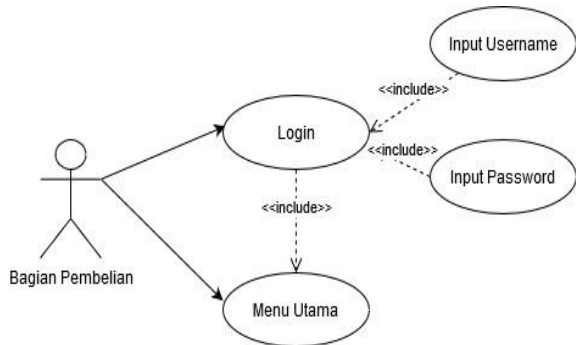 Input Username
<<include>>
Login
<<include>>
Input Password
<<include>>
Bagian Pembelian
Menu Utama